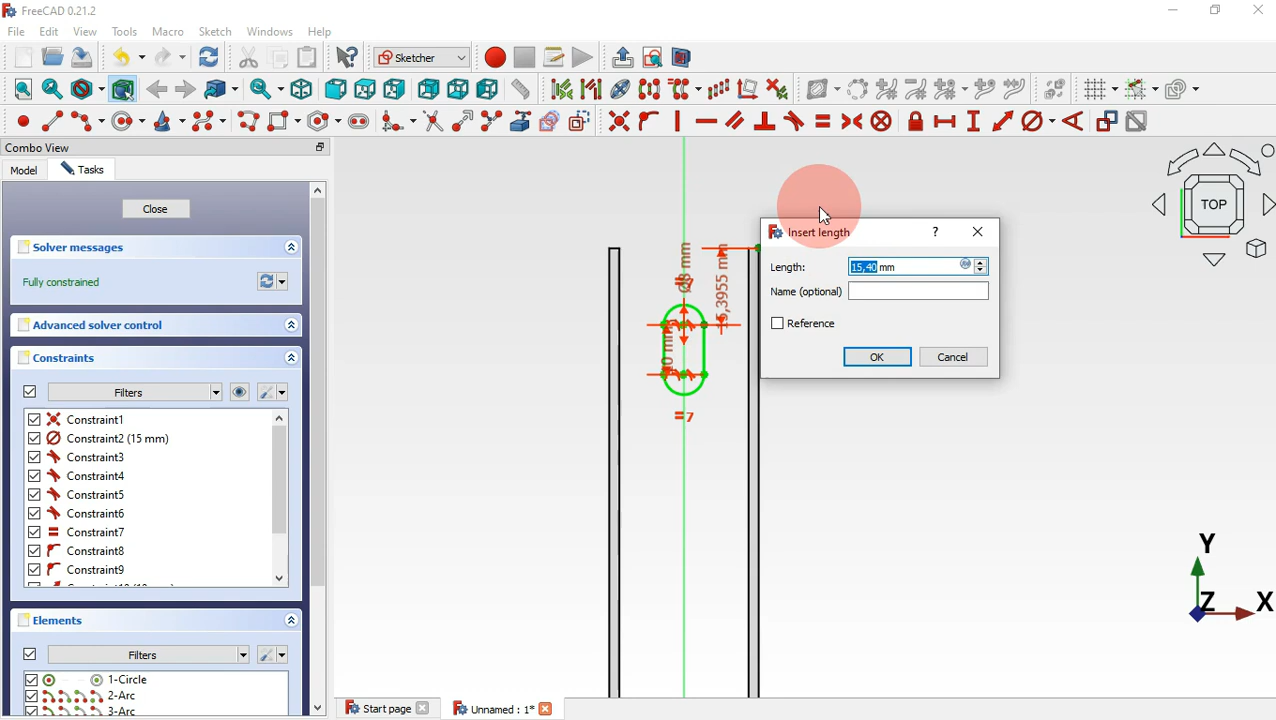 FreeCAD 0.21.2
File Edit View Tools Macro Sketch Windows Help
Sketcher
Combo View
Model Tasks
Close
Solver messages
Fully constrained
Advanced solver control
Constraints
Filters
Constraint1
Constraint2 (15 mm)
Constraint3
Constraint4
Constraint5
Constraint6
Constraint7
Constraint8
Constraint9
Elements
Filters
1-Circle
2-Arc
3-Arc
=7
=7
Insert length
?
Length: 15,40 mm
Name (optional)
Reference
OK Cancel
TOP
Y
Z X
Start page Unnamed : 1*